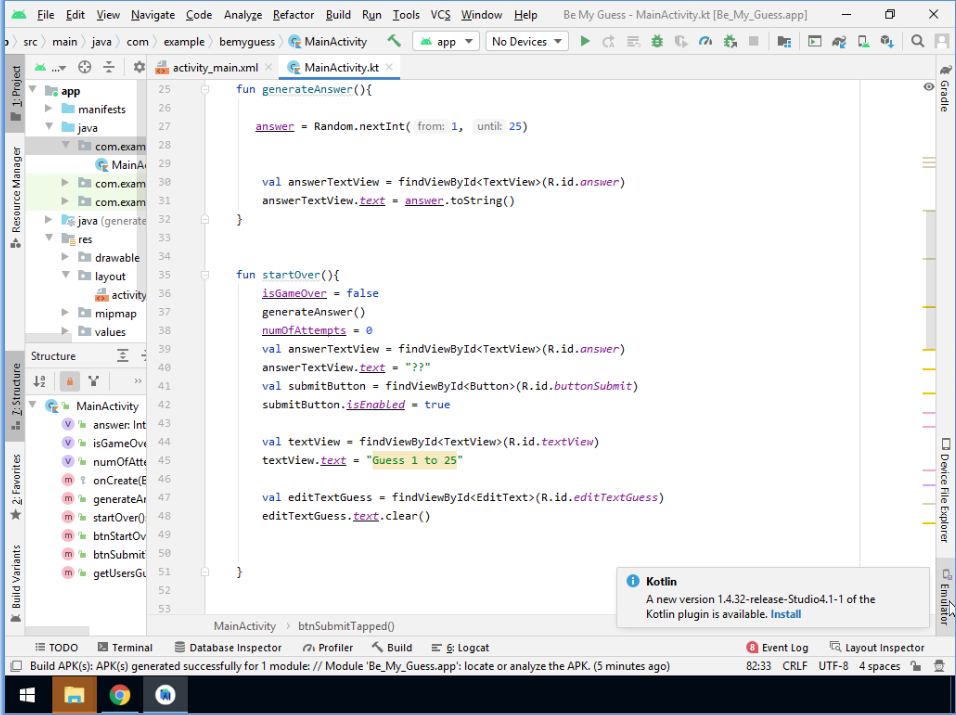 File Edit View Navigate Code Analyze Refactor Build Run Tools VCS Window Help Be My Guess - MainActivity.kt [Be_My_Guess.app]
src main java com example bemyguess MainActivity app No Devices
1: Project
Resource Manager
7: Structure
2: Favorites
Build Variants
...
app
manifests
java
com.exam
MainAc
com.exam
com.exam
java (generate
res
drawable
layout
activity
mipmap
values
Structure
MainActivity
answer: Int
isGameOve
numOfAtte
onCreate(B
generateAn
startOver():
btnStartOv
btnSubmit
getUsersGu
activity_main.xml MainActivity.kt
25 fun generateAnswer(){
26
27 answer = Random.nextInt( from: 1, until: 25)
28
29
30 val answerTextView = findViewById<TextView>(R.id.answer)
31 answerTextView.text = answer.toString()
32 }
33
34
35 fun startOver(){
36 isGameOver = false
37 generateAnswer()
38 numOfAttempts = 0
39 val answerTextView = findViewById<TextView>(R.id.answer)
40 answerTextView.text = "??"
41 val submitButton = findViewById<Button>(R.id.buttonSubmit)
42 submitButton.isEnabled = true
43
44 val textView = findViewById<TextView>(R.id.textView)
45 textView.text = "Guess 1 to 25"
46
47 val editTextGuess = findViewById<EditText>(R.id.editTextGuess)
48 editTextGuess.text.clear()
49
50
51 }
52
53
Gradle
Device File Explorer
Emulator
Kotlin
A new version 1.4.32-release-Studio4.1-1 of the
Kotlin plugin is available. Install
MainActivity btnSubmitTapped()
TODO Terminal Database Inspector Profiler Build 6: Logcat 8 Event Log Layout Inspector
Build APK(s): APK(s) generated successfully for 1 module: // Module 'Be_My_Guess.app': locate or analyze the APK. (5 minutes ago) 82:33 CRLF UTF-8 4 spaces